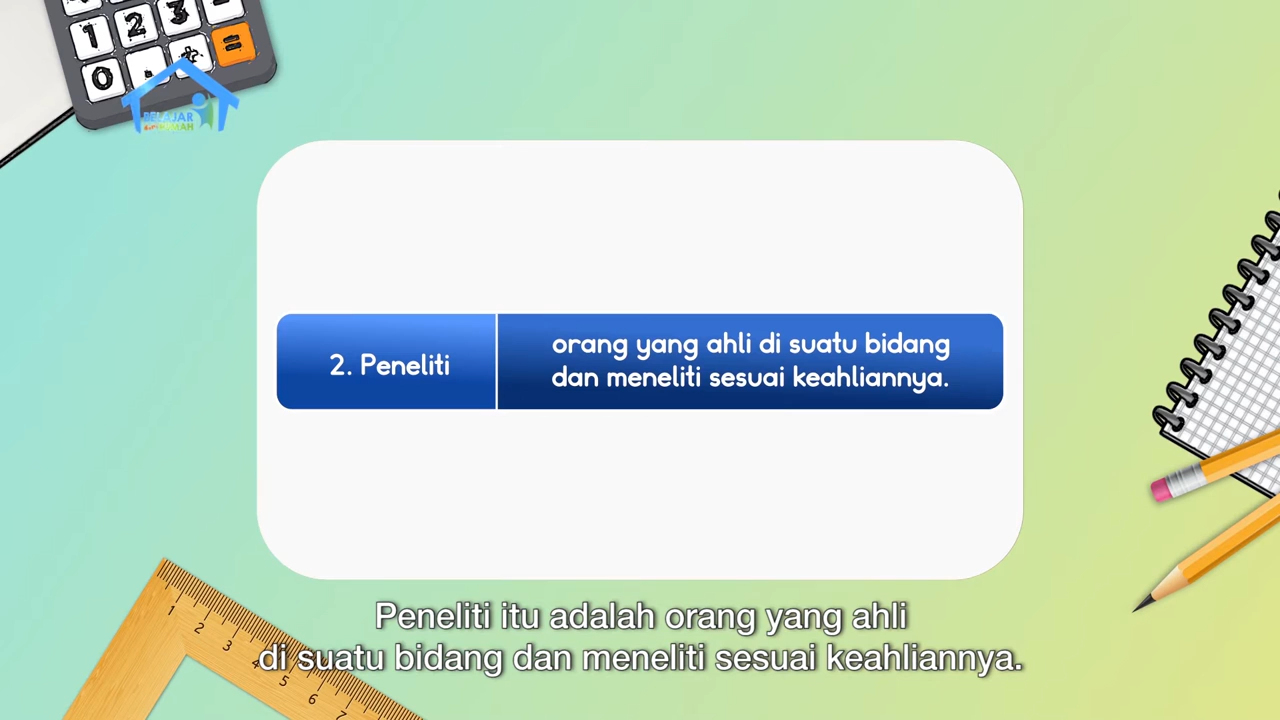 1 2 3
0 . =
BELAJAR
RUMAH
2. Peneliti
orang yang ahli di suatu bidang
dan meneliti sesuai keahliannya.
1 2 3 4 5 6 7
Peneliti itu adalah orang yang ahli
di suatu bidang dan meneliti sesuai keahliannya.